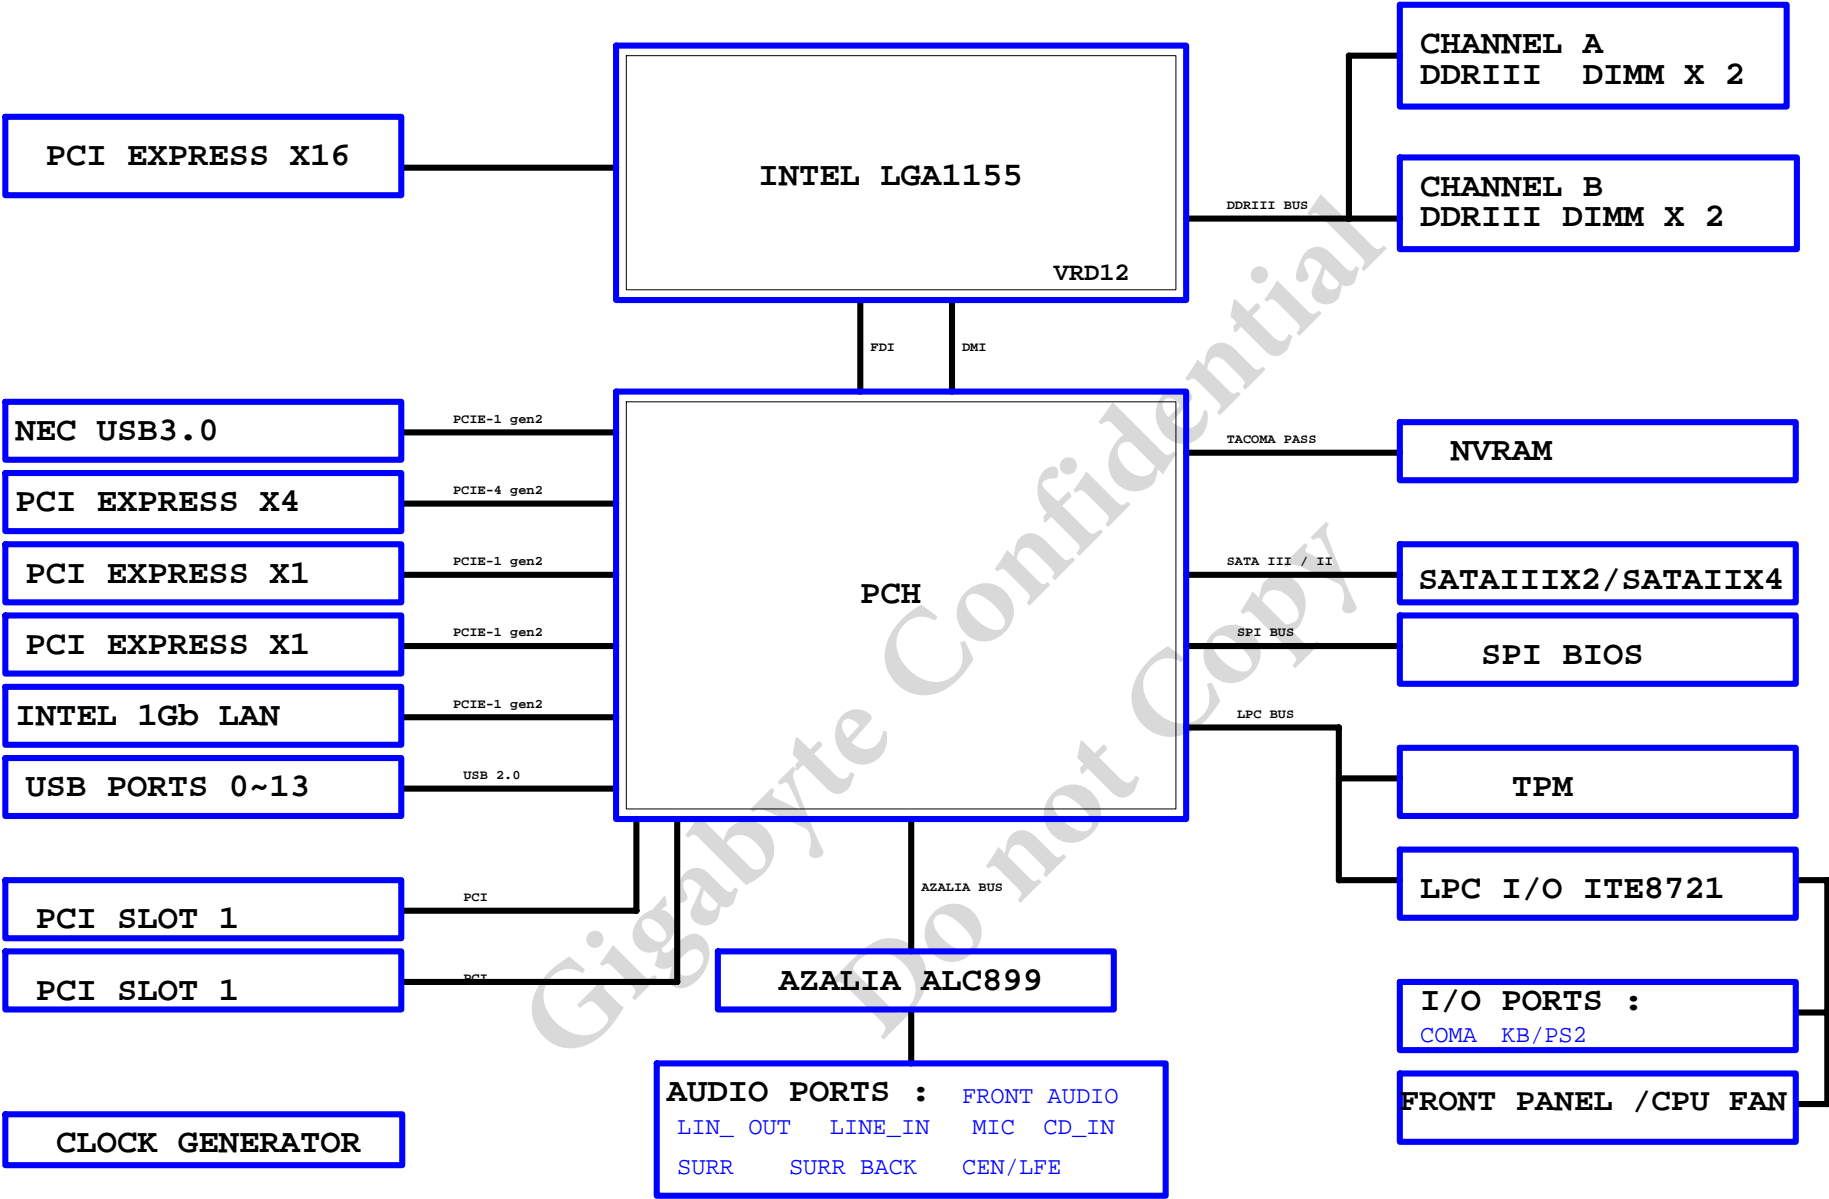 CHANNEL A
DDRIII DIMM X 2
PCI EXPRESS X16
INTEL LGA1155
CHANNEL B
DDRIII DIMM X 2
DDRIII BUS
VRD12
FDI
DMI
NEC USB3.0
PCIE-1 gen2
TACOMA PASS
NVRAM
PCI EXPRESS X4
PCIE-4 gen2
PCI EXPRESS X1
PCIE-1 gen2
SATA III / II
SATAIIIX2/SATAIIX4
PCH
PCI EXPRESS X1
PCIE-1 gen2
SPI BUS
SPI BIOS
INTEL 1Gb LAN
PCIE-1 gen2
LPC BUS
USB PORTS 0~13
USB 2.0
TPM
PCI SLOT 1
PCI
AZALIA BUS
LPC I/O ITE8721
PCI SLOT 1
PCI
AZALIA ALC899
I/O PORTS :
COMA KB/PS2
AUDIO PORTS : FRONT AUDIO
LIN_ OUT LINE_IN MIC CD_IN
SURR SURR BACK CEN/LFE
FRONT PANEL /CPU FAN
CLOCK GENERATOR
Gigabyte Confidential
Do not Copy